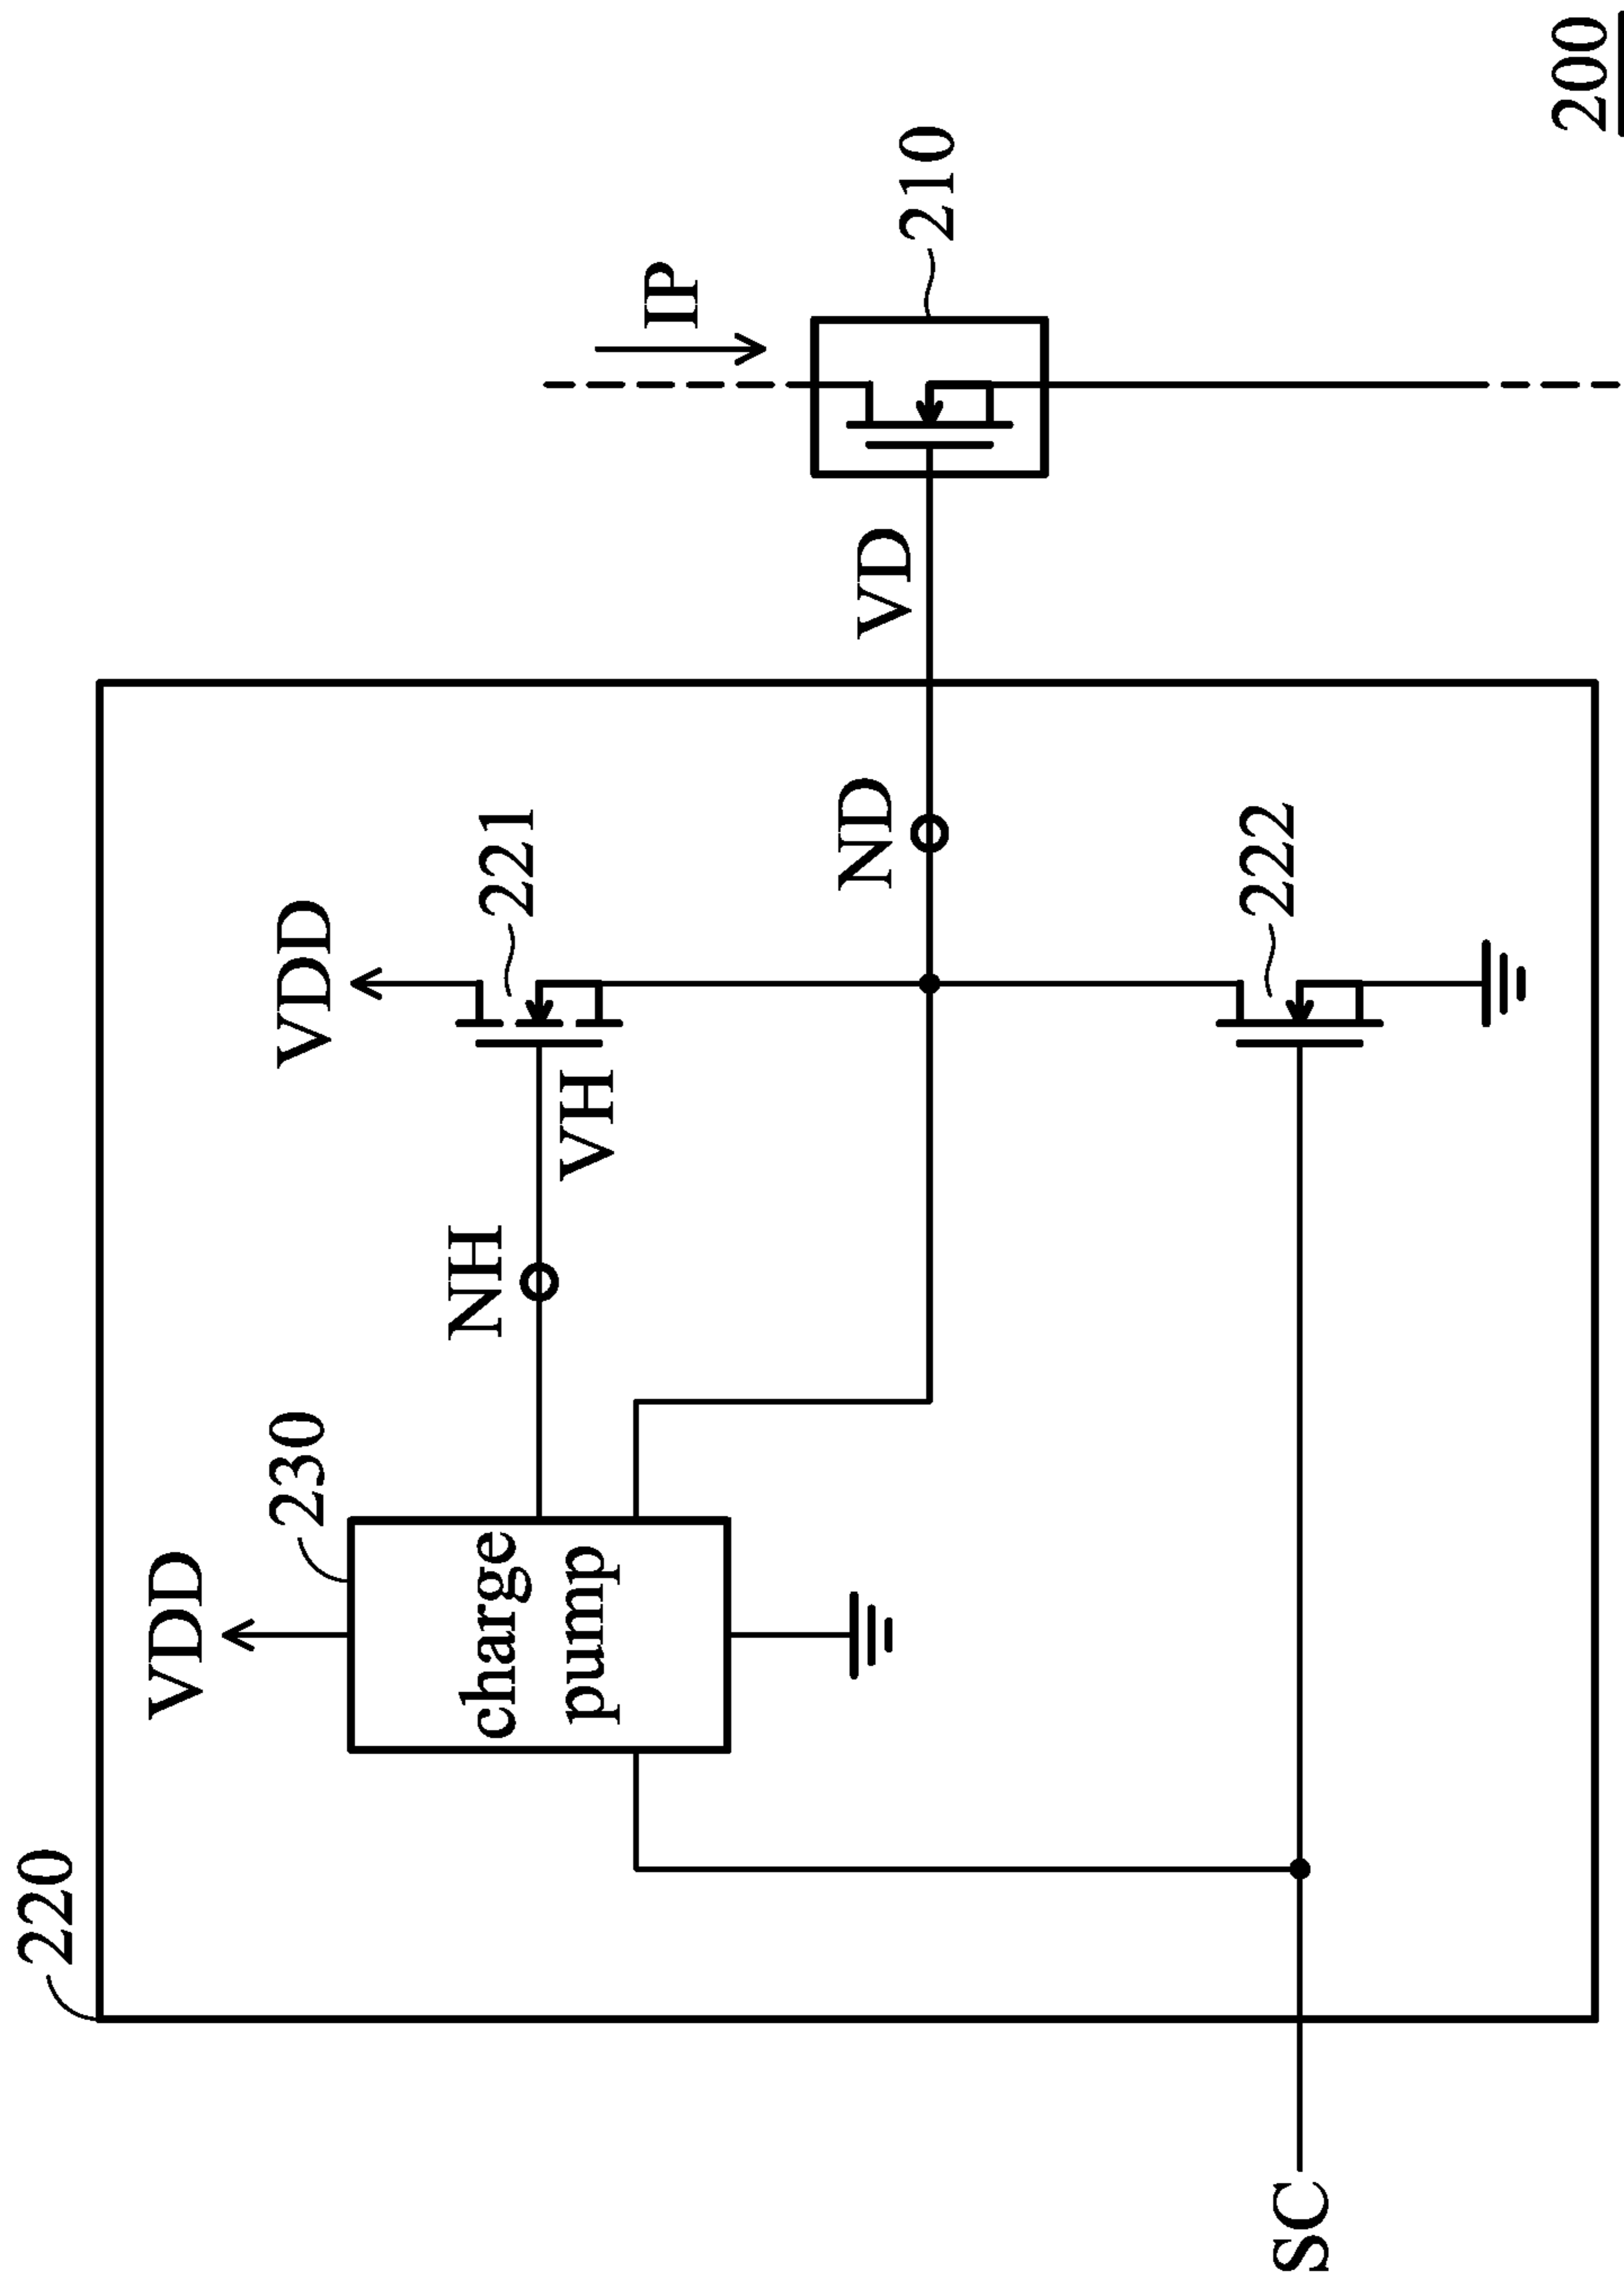 220
VDD
230
charge
pump
NH
VH
VDD
221
ND
VD
IP
210
222
SC
200